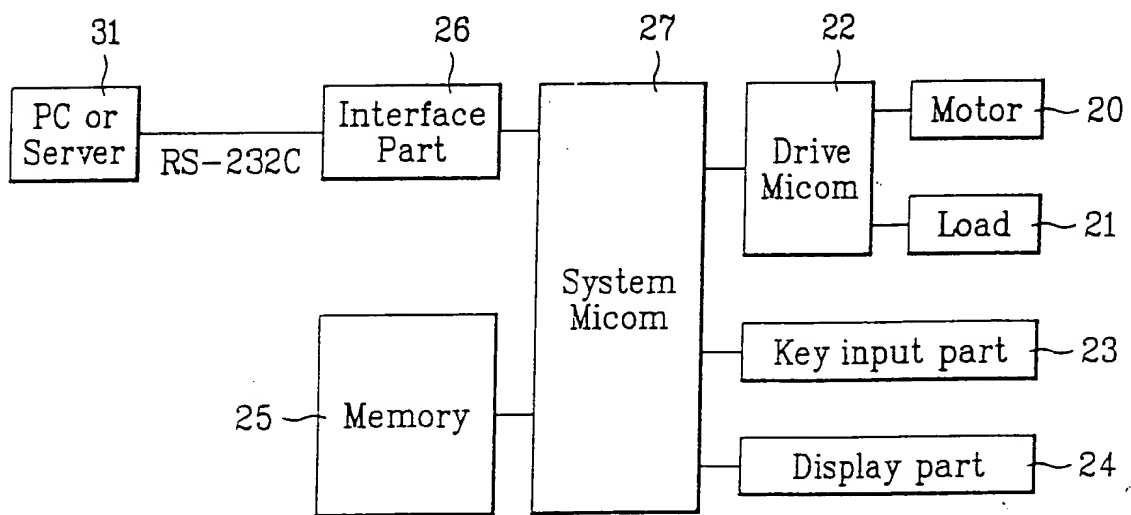 31
26
27
22
PC or
Server
RS-232C
Interface
Part
Drive
Micom
Motor
20
Load
21
System
Micom
25
Memory
Key input part
23
Display part
24